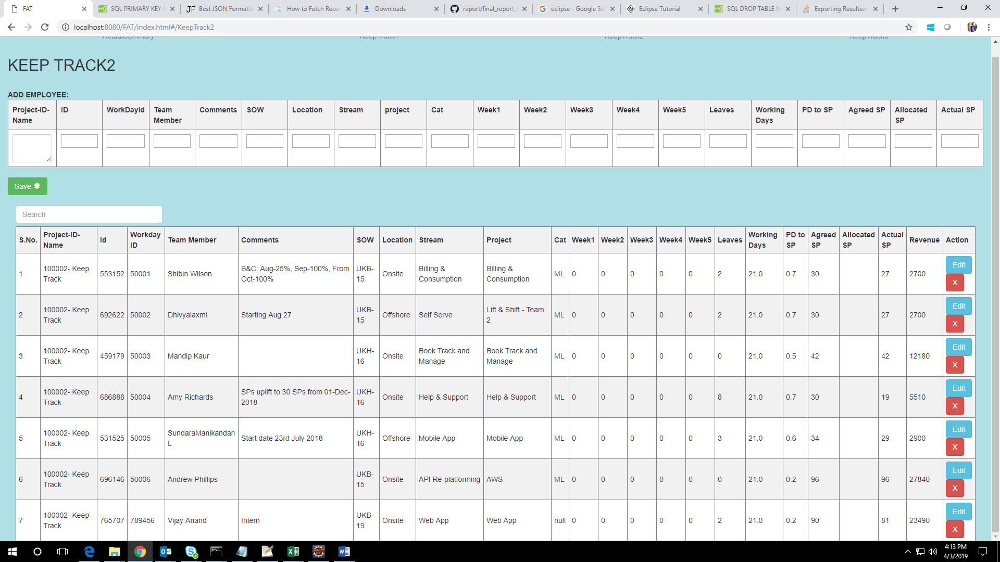 FAT
SQL PRIMARY KEY
Best JSON Formatte
How to Fetch Recor
Downloads
report/final_report_
eclipse - Google Se
Eclipse Tutorial
SQL DROP TABLE S
Exporting Resultset
localhost:8080/FAT/index.html#/KeepTrack2
ActualSummary KeepTrack1 KeepTrack2
KEEP TRACK2
ADD EMPLOYEE:
Project-ID-Name ID WorkDayId Team Member Comments SOW Location Stream project Cat Week1 Week2 Week3 Week4 Week5 Leaves Working Days PD to SP Agreed SP Allocated SP Actual SP
Save
Search
S.No. Project-ID-Name Id Workday ID Team Member Comments SOW Location Stream Project Cat Week1 Week2 Week3 Week4 Week5 Leaves Working Days PD to SP Agreed SP Allocated SP Actual SP Revenue Action
1 100002- Keep Track 553152 50001 Shibin Wilson B&C: Aug-25%, Sep-100%, From Oct-100% UKB-15 Onsite Billing & Consumption Billing & Consumption ML 0 0 0 0 0 2 21.0 0.7 30 27 2700 Edit X
2 100002- Keep Track 692622 50002 Dhivyalaxmi Starting Aug 27 UKB-15 Offshore Self Serve Lift & Shift - Team 2 ML 0 0 0 0 0 2 21.0 0.7 30 27 2700 Edit X
3 100002- Keep Track 459179 50003 Mandip Kaur UKH-16 Onsite Book Track and Manage Book Track and Manage ML 0 0 0 0 0 0 21.0 0.5 42 42 12180 Edit X
4 100002- Keep Track 686888 50004 Amy Richards SPs uplift to 30 SPs from 01-Dec-2018 UKH-16 Onsite Help & Support Help & Support ML 0 0 0 0 0 8 21.0 0.7 30 19 5510 Edit X
5 100002- Keep Track 531525 50005 SundaraManikandan L Start date 23rd July 2018 UKH-16 Offshore Mobile App Mobile App ML 0 0 0 0 0 3 21.0 0.6 34 29 2900 Edit X
6 100002- Keep Track 696146 50006 Andrew Phillips UKB-15 Onsite API Re-platforming AWS ML 0 0 0 0 0 0 21.0 0.2 96 96 27840 Edit X
7 100002- Keep Track 765707 789456 Vijay Anand Intern UKB-19 Onsite Web App Web App null 0 0 0 0 0 2 21.0 0.2 90 81 23490 Edit X
4:13 PM
4/3/2019